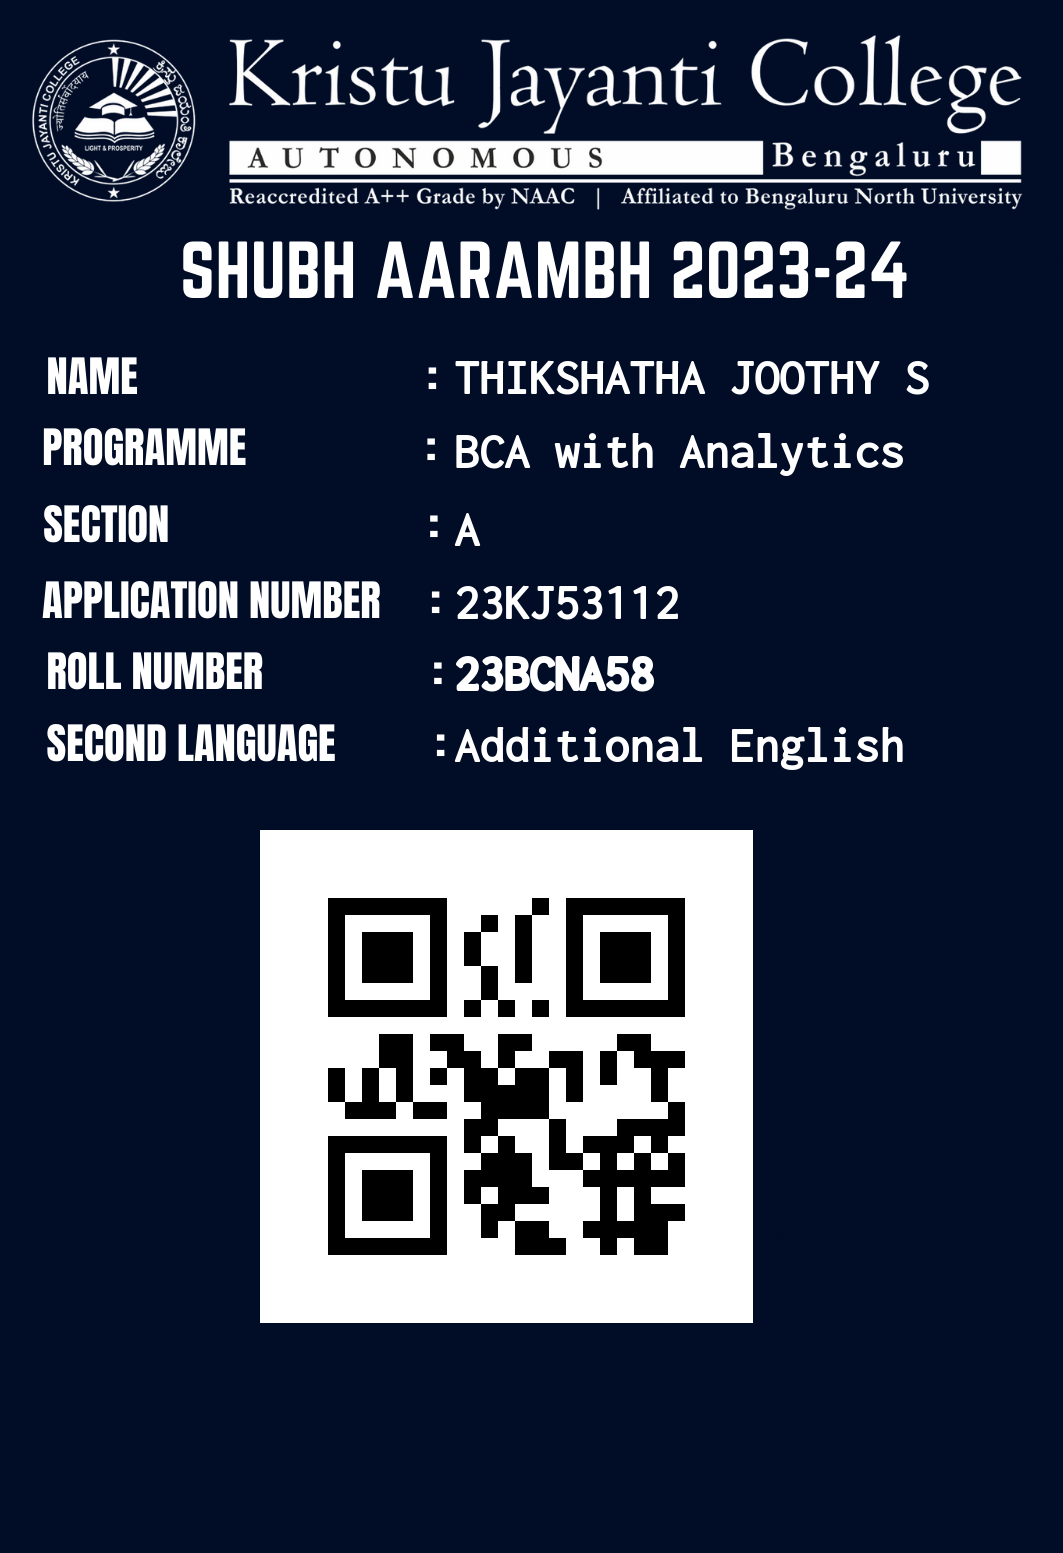 KRISTU JAYANTI COLLEGE
ಕ್ರಿಸ್ತು ಜಯಂತಿ ಕಾಲೇಜು
ज्योतिर्समृद्धिश्च
LIGHT & PROSPERITY
Kristu Jayanti College
AUTONOMOUS Bengaluru
Reaccredited A++ Grade by NAAC | Affiliated to Bengaluru North University
SHUBH AARAMBH 2023-24
NAME : THIKSHATHA JOOTHY S
PROGRAMME : BCA with Analytics
SECTION : A
APPLICATION NUMBER : 23KJ53112
ROLL NUMBER : 23BCNA58
SECOND LANGUAGE : Additional English